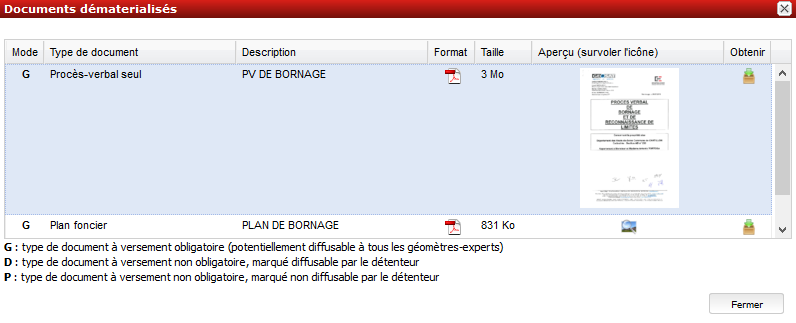 Documents dématerialisés
Mode Type de document Description Format Taille Aperçu (survoler l'icône) Obtenir
G Procès-verbal seul PV DE BORNAGE 3 Mo
PROCES VERBAL
DE
BORNAGE
ET DE
RECONNAISSANCE DE
LIMITES
G Plan foncier PLAN DE BORNAGE 831 Ko
G : type de document à versement obligatoire (potentiellement diffusable à tous les géomètres-experts)
D : type de document à versement non obligatoire, marqué diffusable par le détenteur
P : type de document à versement non obligatoire, marqué non diffusable par le détenteur
Fermer